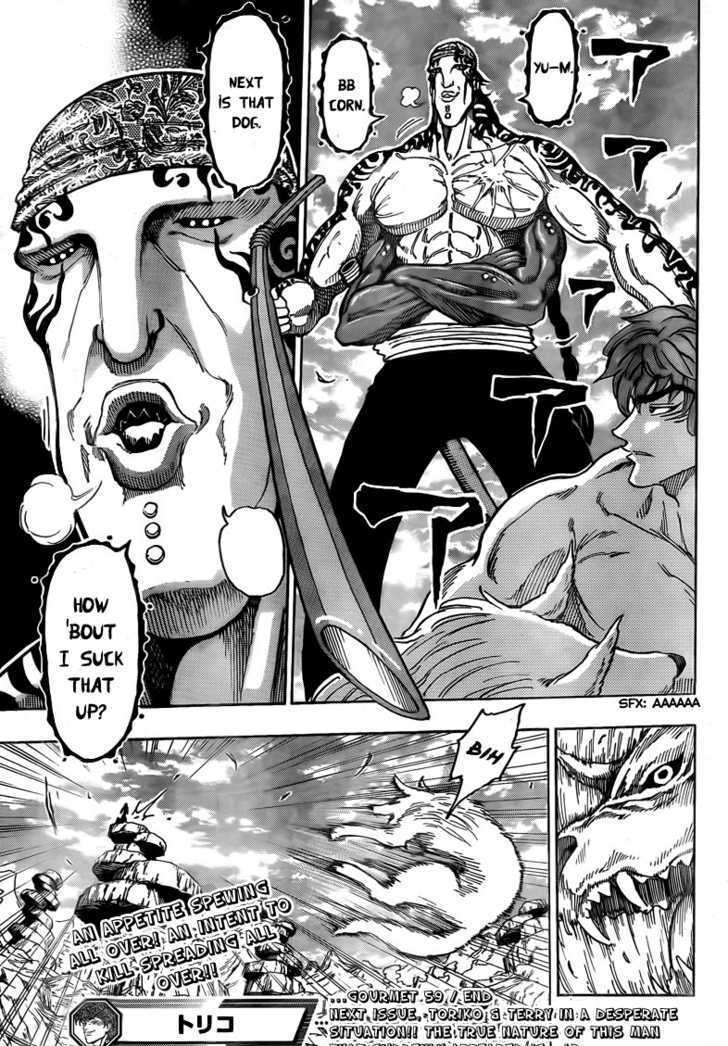 YU-M.
BB
CORN.
ア
ア
ア
ア
ア
NEXT
IS THAT
DOG.
HOW
'BOUT
I SUCK
THAT
UP?
SFX: AAAAAA
BIH
AN APPETITE SPEWING
ALL OVER! AN INTENT TO
KILL SPREADING ALL
OVER!!
トリコ
...GOURMET 59 / END
NEXT ISSUE, TORIKO & TERRY IN A DESPERATE
SITUATION!! THE TRUE NATURE OF THIS MAN